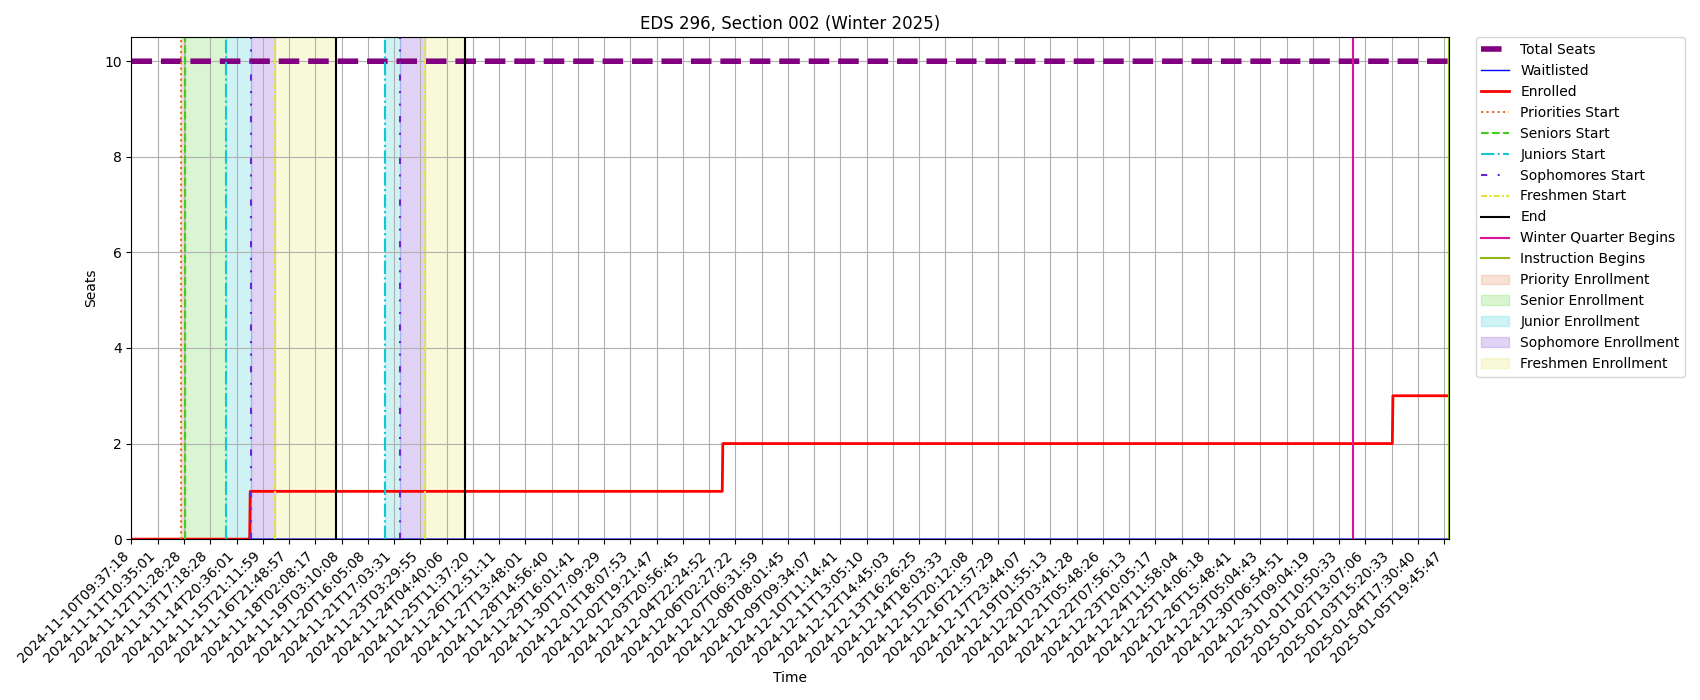 EDS 296, Section 002 (Winter 2025)
10
8
6
4
2
0
Seats
2024-11-10T09:37:18
2024-11-11T10:35:01
2024-11-12T11:28:28
2024-11-13T17:18:28
2024-11-14T20:36:01
2024-11-15T21:11:59
2024-11-16T21:48:57
2024-11-18T02:08:17
2024-11-19T03:10:08
2024-11-20T16:05:08
2024-11-21T17:03:31
2024-11-23T03:29:55
2024-11-24T04:40:06
2024-11-25T11:37:20
2024-11-26T12:51:11
2024-11-27T13:48:01
2024-11-28T14:56:40
2024-11-29T16:01:41
2024-11-30T17:09:29
2024-12-01T18:07:53
2024-12-02T19:21:47
2024-12-03T20:56:45
2024-12-04T22:24:52
2024-12-06T02:27:22
2024-12-07T06:31:59
2024-12-08T08:01:45
2024-12-09T09:34:07
2024-12-10T11:14:41
2024-12-11T13:05:10
2024-12-12T14:45:03
2024-12-13T16:26:25
2024-12-14T18:03:33
2024-12-15T20:12:08
2024-12-16T21:57:29
2024-12-17T23:44:07
2024-12-19T01:55:13
2024-12-20T03:41:28
2024-12-21T05:48:26
2024-12-22T07:56:13
2024-12-23T10:05:17
2024-12-24T11:58:04
2024-12-25T14:06:18
2024-12-26T15:48:41
2024-12-29T05:04:43
2024-12-30T06:54:51
2024-12-31T09:04:19
2025-01-01T10:50:33
2025-01-02T13:07:06
2025-01-03T15:20:33
2025-01-04T17:30:40
2025-01-05T19:45:47
Time
Total Seats
Waitlisted
Enrolled
Priorities Start
Seniors Start
Juniors Start
Sophomores Start
Freshmen Start
End
Winter Quarter Begins
Instruction Begins
Priority Enrollment
Senior Enrollment
Junior Enrollment
Sophomore Enrollment
Freshmen Enrollment